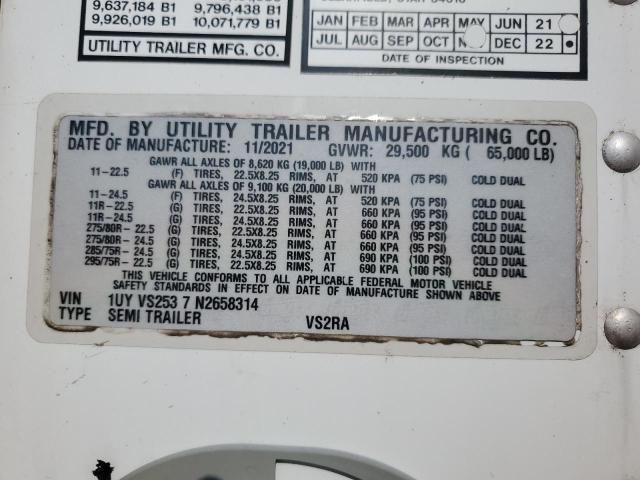 9,637,184 B1 9,796,438 B1
9,926,019 B1 10,071,779 B1
UTILITY TRAILER MFG. CO.
JAN FEB MAR APR MAY JUN 21
JUL AUG SEP OCT DEC 22
DATE OF INSPECTION
MFD. BY UTILITY TRAILER MANUFACTURING CO.
DATE OF MANUFACTURE: 11/2021 GVWR: 29,500 KG ( 65,000 LB)
GAWR ALL AXLES OF 8,620 KG (19,000 LB) WITH
11-22.5 (F) TIRES, 22.5X8.25 RIMS, AT 520 KPA (75 PSI) COLD DUAL
GAWR ALL AXLES OF 9,100 KG (20,000 LB) WITH
11-24.5 (F) TIRES, 24.5X8.25 RIMS, AT 520 KPA (75 PSI) COLD DUAL
11R-22.5 (G) TIRES, 22.5X8.25 RIMS, AT 660 KPA (95 PSI) COLD DUAL
11R-24.5 (G) TIRES, 24.5X8.25 RIMS, AT 660 KPA (95 PSI) COLD DUAL
275/80R- 22.5 (G) TIRES, 22.5X8.25 RIMS, AT 660 KPA (95 PSI) COLD DUAL
275/80R- 24.5 (G) TIRES, 24.5X8.25 RIMS, AT 660 KPA (95 PSI) COLD DUAL
285/75R- 24.5 (G) TIRES, 24.5X8.25 RIMS, AT 690 KPA (100 PSI) COLD DUAL
295/75R- 22.5 (G) TIRES, 22.5X8.25 RIMS, AT 690 KPA (100 PSI) COLD DUAL
THIS VEHICLE CONFORMS TO ALL APPLICABLE FEDERAL MOTOR VEHICLE
SAFETY STANDARDS IN EFFECT ON DATE OF MANUFACTURE SHOWN ABOVE
VIN 1UY VS253 7 N2658314
TYPE SEMI TRAILER VS2RA